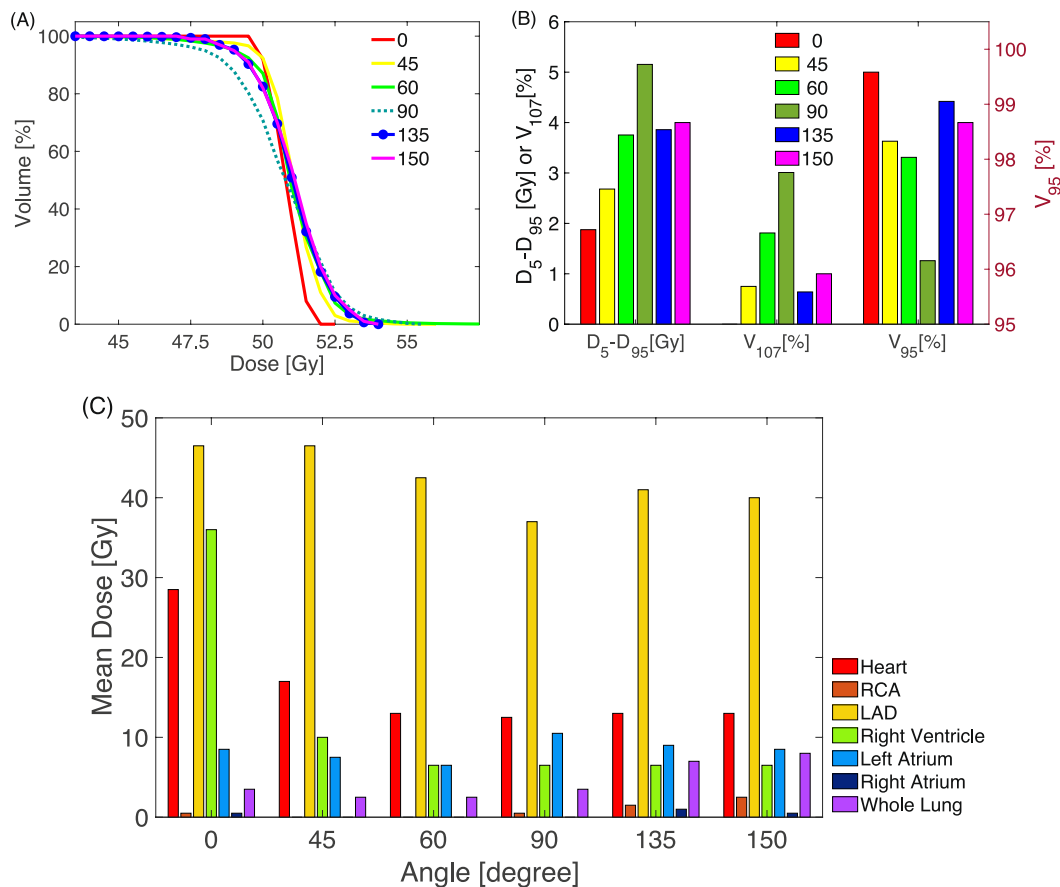 (A)
Volume [%]
100
80
60
40
20
0
45
47.5
50
52.5
55
Dose [Gy]
0
45
60
90
135
150
(B)
D5-D95 [Gy] or V107[%]
6
5
4
3
2
1
0
0
45
60
90
135
150
100
99
98
97
96
95
V95 [%]
D5-D95[Gy]
V107[%]
V95[%]
(C)
Mean Dose [Gy]
50
40
30
20
10
0
0
45
60
90
135
150
Angle [degree]
Heart
RCA
LAD
Right Ventricle
Left Atrium
Right Atrium
Whole Lung